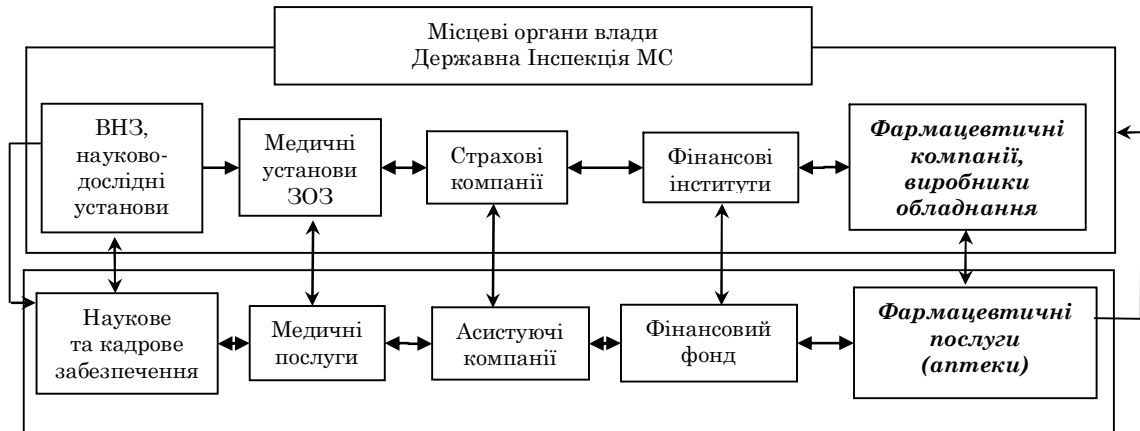 Місцеві органи влади
Державна Інспекція МС
ВНЗ,
науково-
дослідні
установи
Медичні
установи
ЗОЗ
Страхові
компанії
Фінансові
інститути
Фармацевтичні
компанії,
виробники
обладнання
Наукове
та кадрове
забезпечення
Медичні
послуги
Асистуючі
компанії
Фінансовий
фонд
Фармацевтичні
послуги
(аптеки)